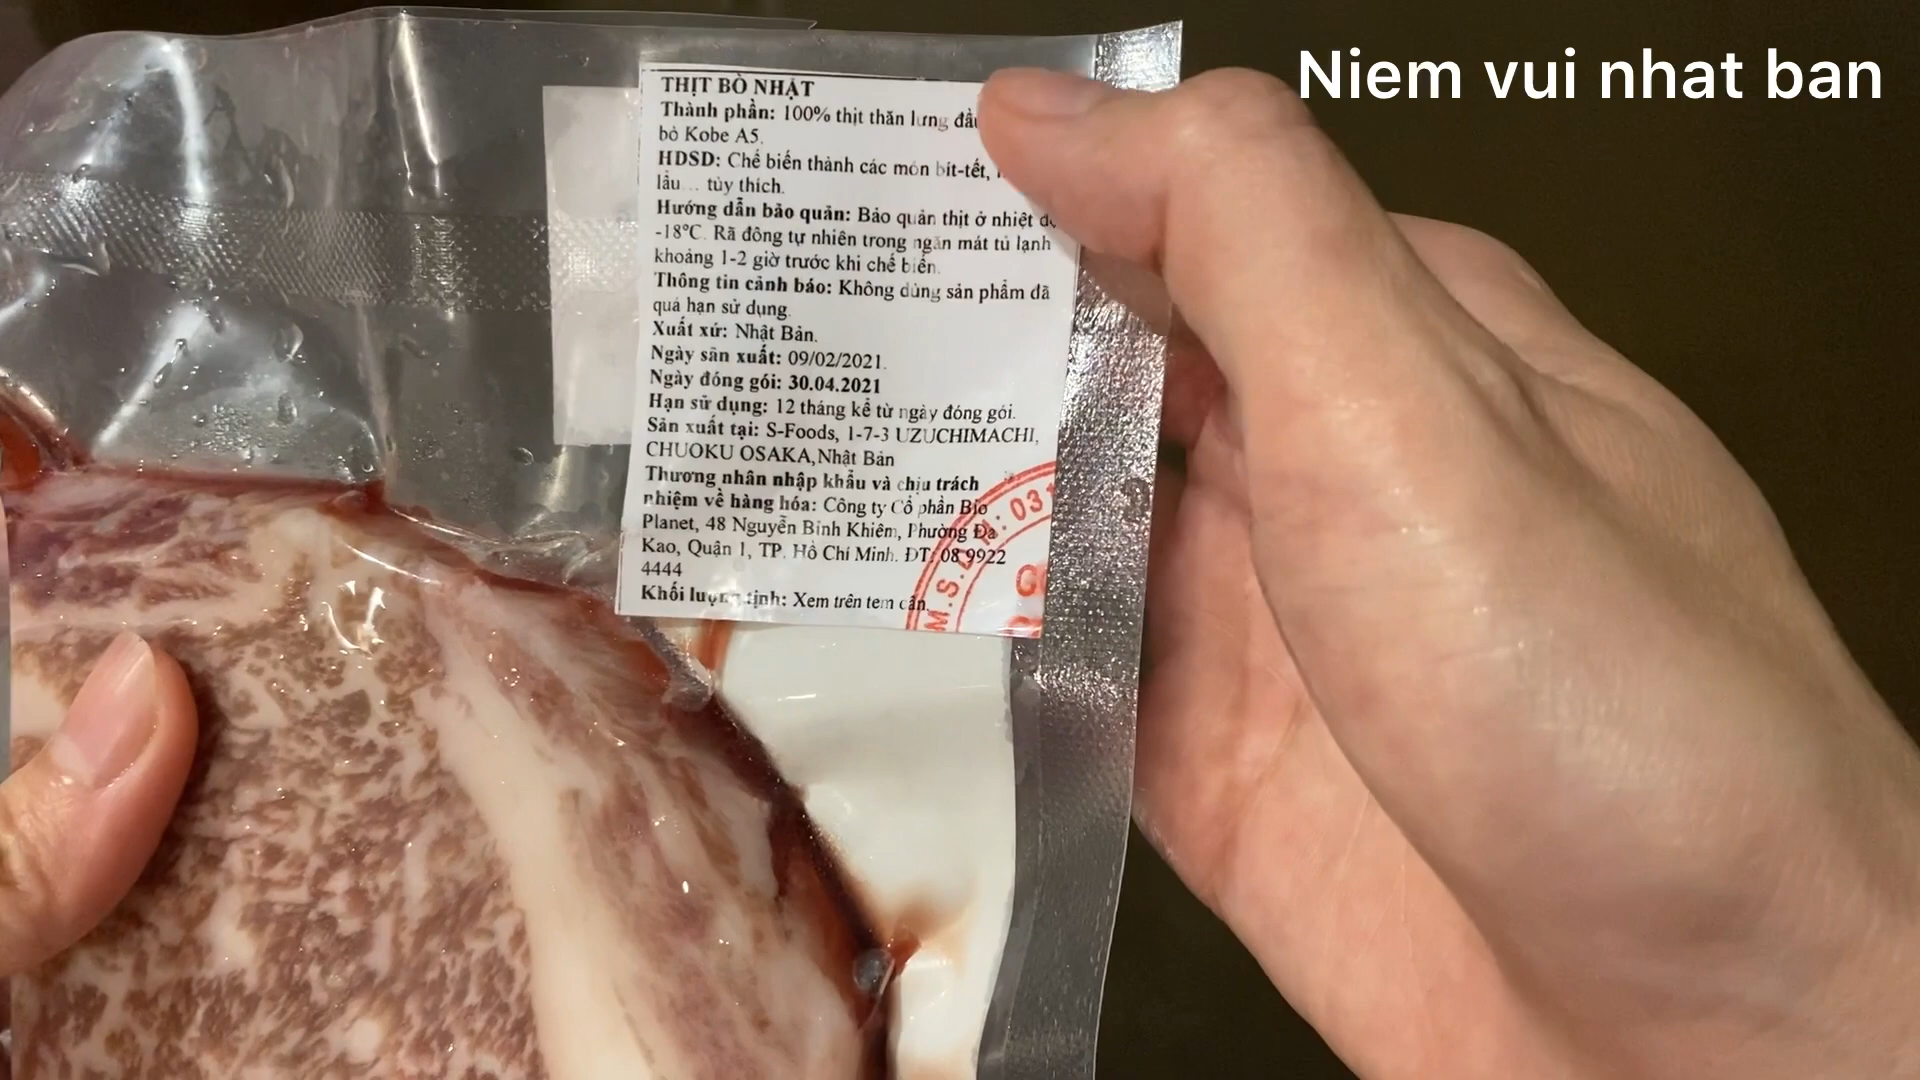 Niem vui nhat ban
THỊT BÒ NHẬT
Thành phần: 100% thịt thăn lưng đầu
bò Kobe A5.
HDSD: Chế biến thành các món bít-tết,
lẩu... tùy thích.
Hướng dẫn bảo quản: Bảo quản thịt ở nhiệt độ
-18°C. Rã đông tự nhiên trong ngăn mát tủ lạnh
khoảng 1-2 giờ trước khi chế biến.
Thông tin cảnh báo: Không dùng sản phẩm đã
quá hạn sử dụng.
Xuất xứ: Nhật Bản.
Ngày sản xuất: 09/02/2021.
Ngày đóng gói: 30.04.2021
Hạn sử dụng: 12 tháng kể từ ngày đóng gói.
Sản xuất tại: S-Foods, 1-7-3 UZUCHIMACHI,
CHUOKU OSAKA,Nhật Bản
Thương nhân nhập khẩu và chịu trách
nhiệm về hàng hóa: Công ty Cổ phần Bio
Planet, 48 Nguyễn Bỉnh Khiêm, Phường Đa
Kao, Quận 1, TP. Hồ Chí Minh. ĐT: 08 9922
4444
Khối lượng tịnh: Xem trên tem cân.
M.S.D.N: 03